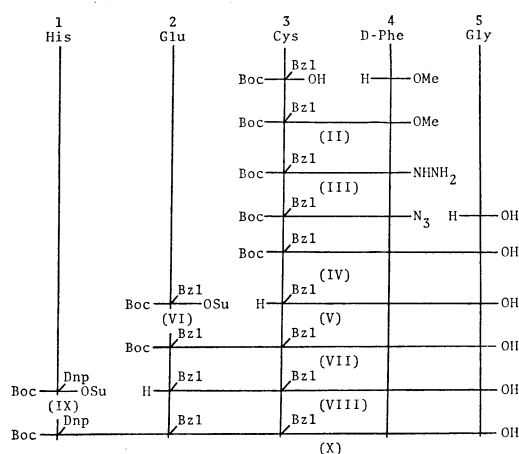 1 2 3 4 5
His Glu Cys D-Phe Gly
Bzl
Boc OH H OMe
Bzl
Boc OMe
(II)
Bzl
Boc NHNH2
(III)
Bzl
Boc N3 H OH
Bzl
Boc OH
(IV)
Bzl Bzl
Boc OSu H OH
(VI) (V)
Bzl Bzl
Boc OH
(VII)
Dnp Bzl Bzl
Boc OSu H OH
(IX) (VIII)
Dnp Bzl Bzl
Boc OH
(X)